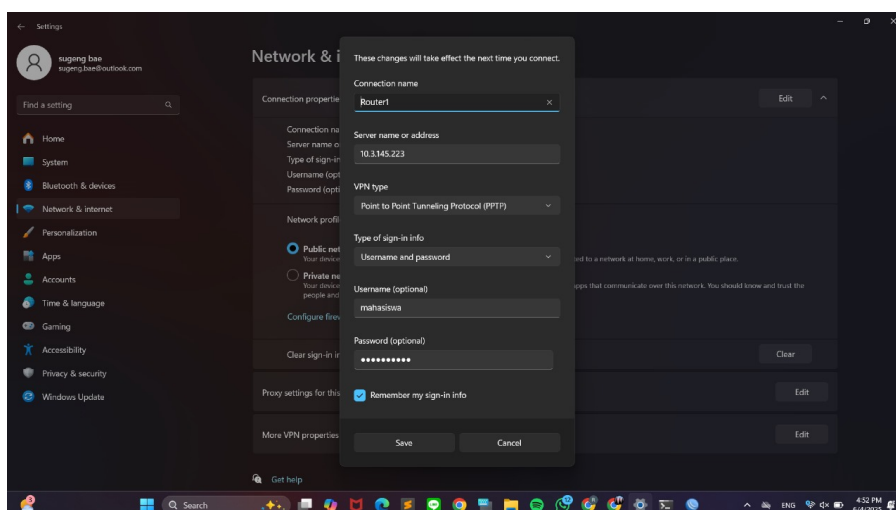 Settings
sugeng bae
sugeng.bae@outlook.com
Find a setting
Home
System
Bluetooth & devices
Network & internet
Personalization
Apps
Accounts
Time & language
Gaming
Accessibility
Privacy & security
Windows Update
Network & i
Connection propertie
Edit
Connection na
Server name o
Type of sign-in
Username (opt
Password (opti
Network profil
Public net
Your device
ed to a network at home, work, or in a public place.
Private ne
Your device
apps that communicate over this network. You should know and trust the
people and
Configure firew
Clear sign-in in
Clear
Proxy settings for this
Edit
More VPN properties
Edit
Get help
These changes will take effect the next time you connect.
Connection name
Router1
Server name or address
10.3.145.223
VPN type
Point to Point Tunneling Protocol (PPTP)
Type of sign-in info
Username and password
Username (optional)
mahasiswa
Password (optional)
••••••••••
Remember my sign-in info
Save
Cancel
3
Search
ENG
4:52 PM
6/4/2025